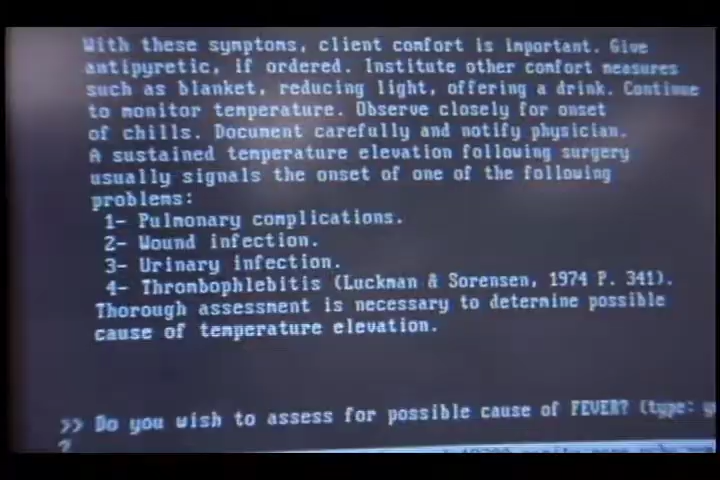 With these symptoms, client comfort is important. Give
antipyretic, if ordered. Institute other comfort measures
such as blanket, reducing light, offering a drink. Continue
to monitor temperature. Observe closely for onset
of chills. Document carefully and notify physician.
A sustained temperature elevation following surgery
usually signals the onset of one of the following
problems:
1- Pulmonary complications.
2- Wound infection.
3- Urinary infection.
4- Thrombophlebitis (Luckman & Sorensen, 1974 P. 341).
Thorough assessment is necessary to determine possible
cause of temperature elevation.
>> Do you wish to assess for possible cause of FEVER? (type:
?